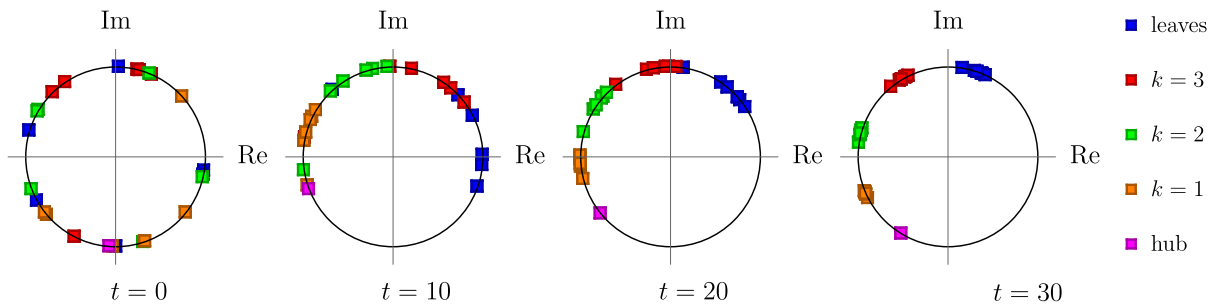 Im
Im
Im
Im
Re
Re
Re
Re
t = 0
t = 10
t = 20
t = 30
leaves
k = 3
k = 2
k = 1
hub